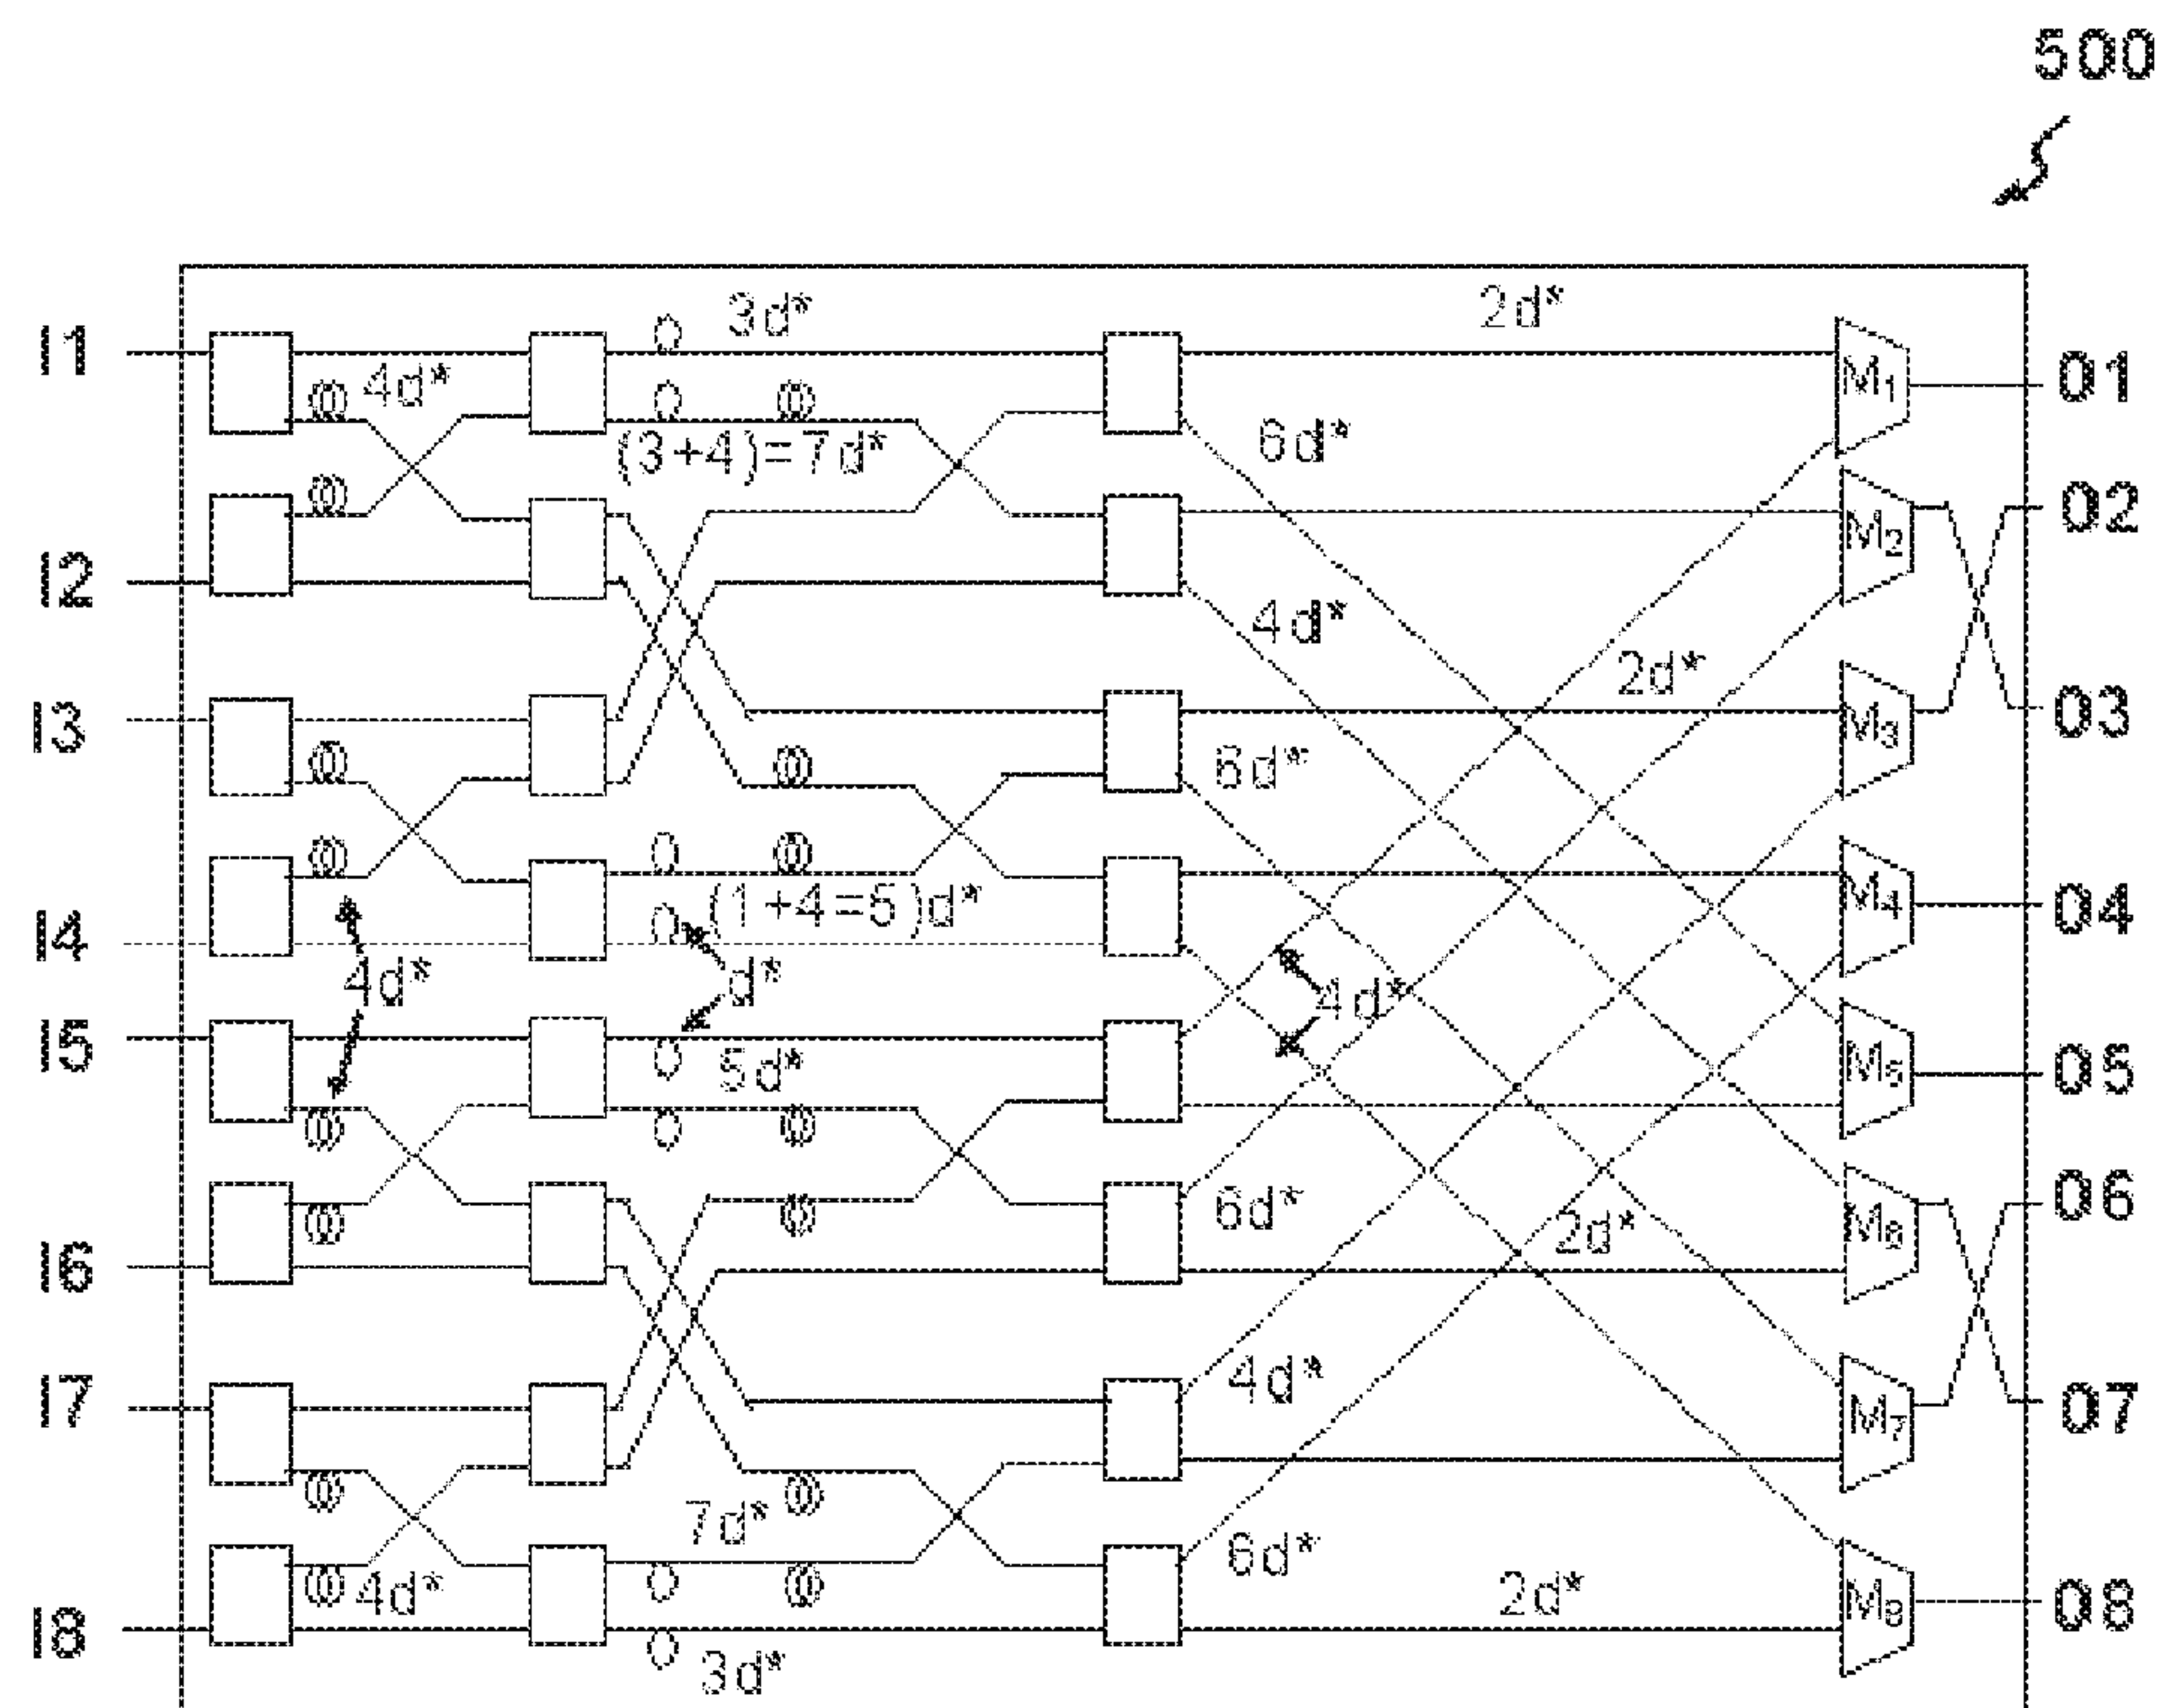 500
I1
3d*
2d*
M1
O1
4d*
(3+4)=7d*
6d*
M2
O2
I2
4d*
2d*
I3
6d*
M3
O3
I4
(1+4=5)d*
M4
O4
4d*
d*
4d*
I5
5d*
M5
O5
I6
6d*
2d*
M6
O6
I7
4d*
M7
O7
7d*
6d*
I8
4d*
3d*
2d*
M8
O8